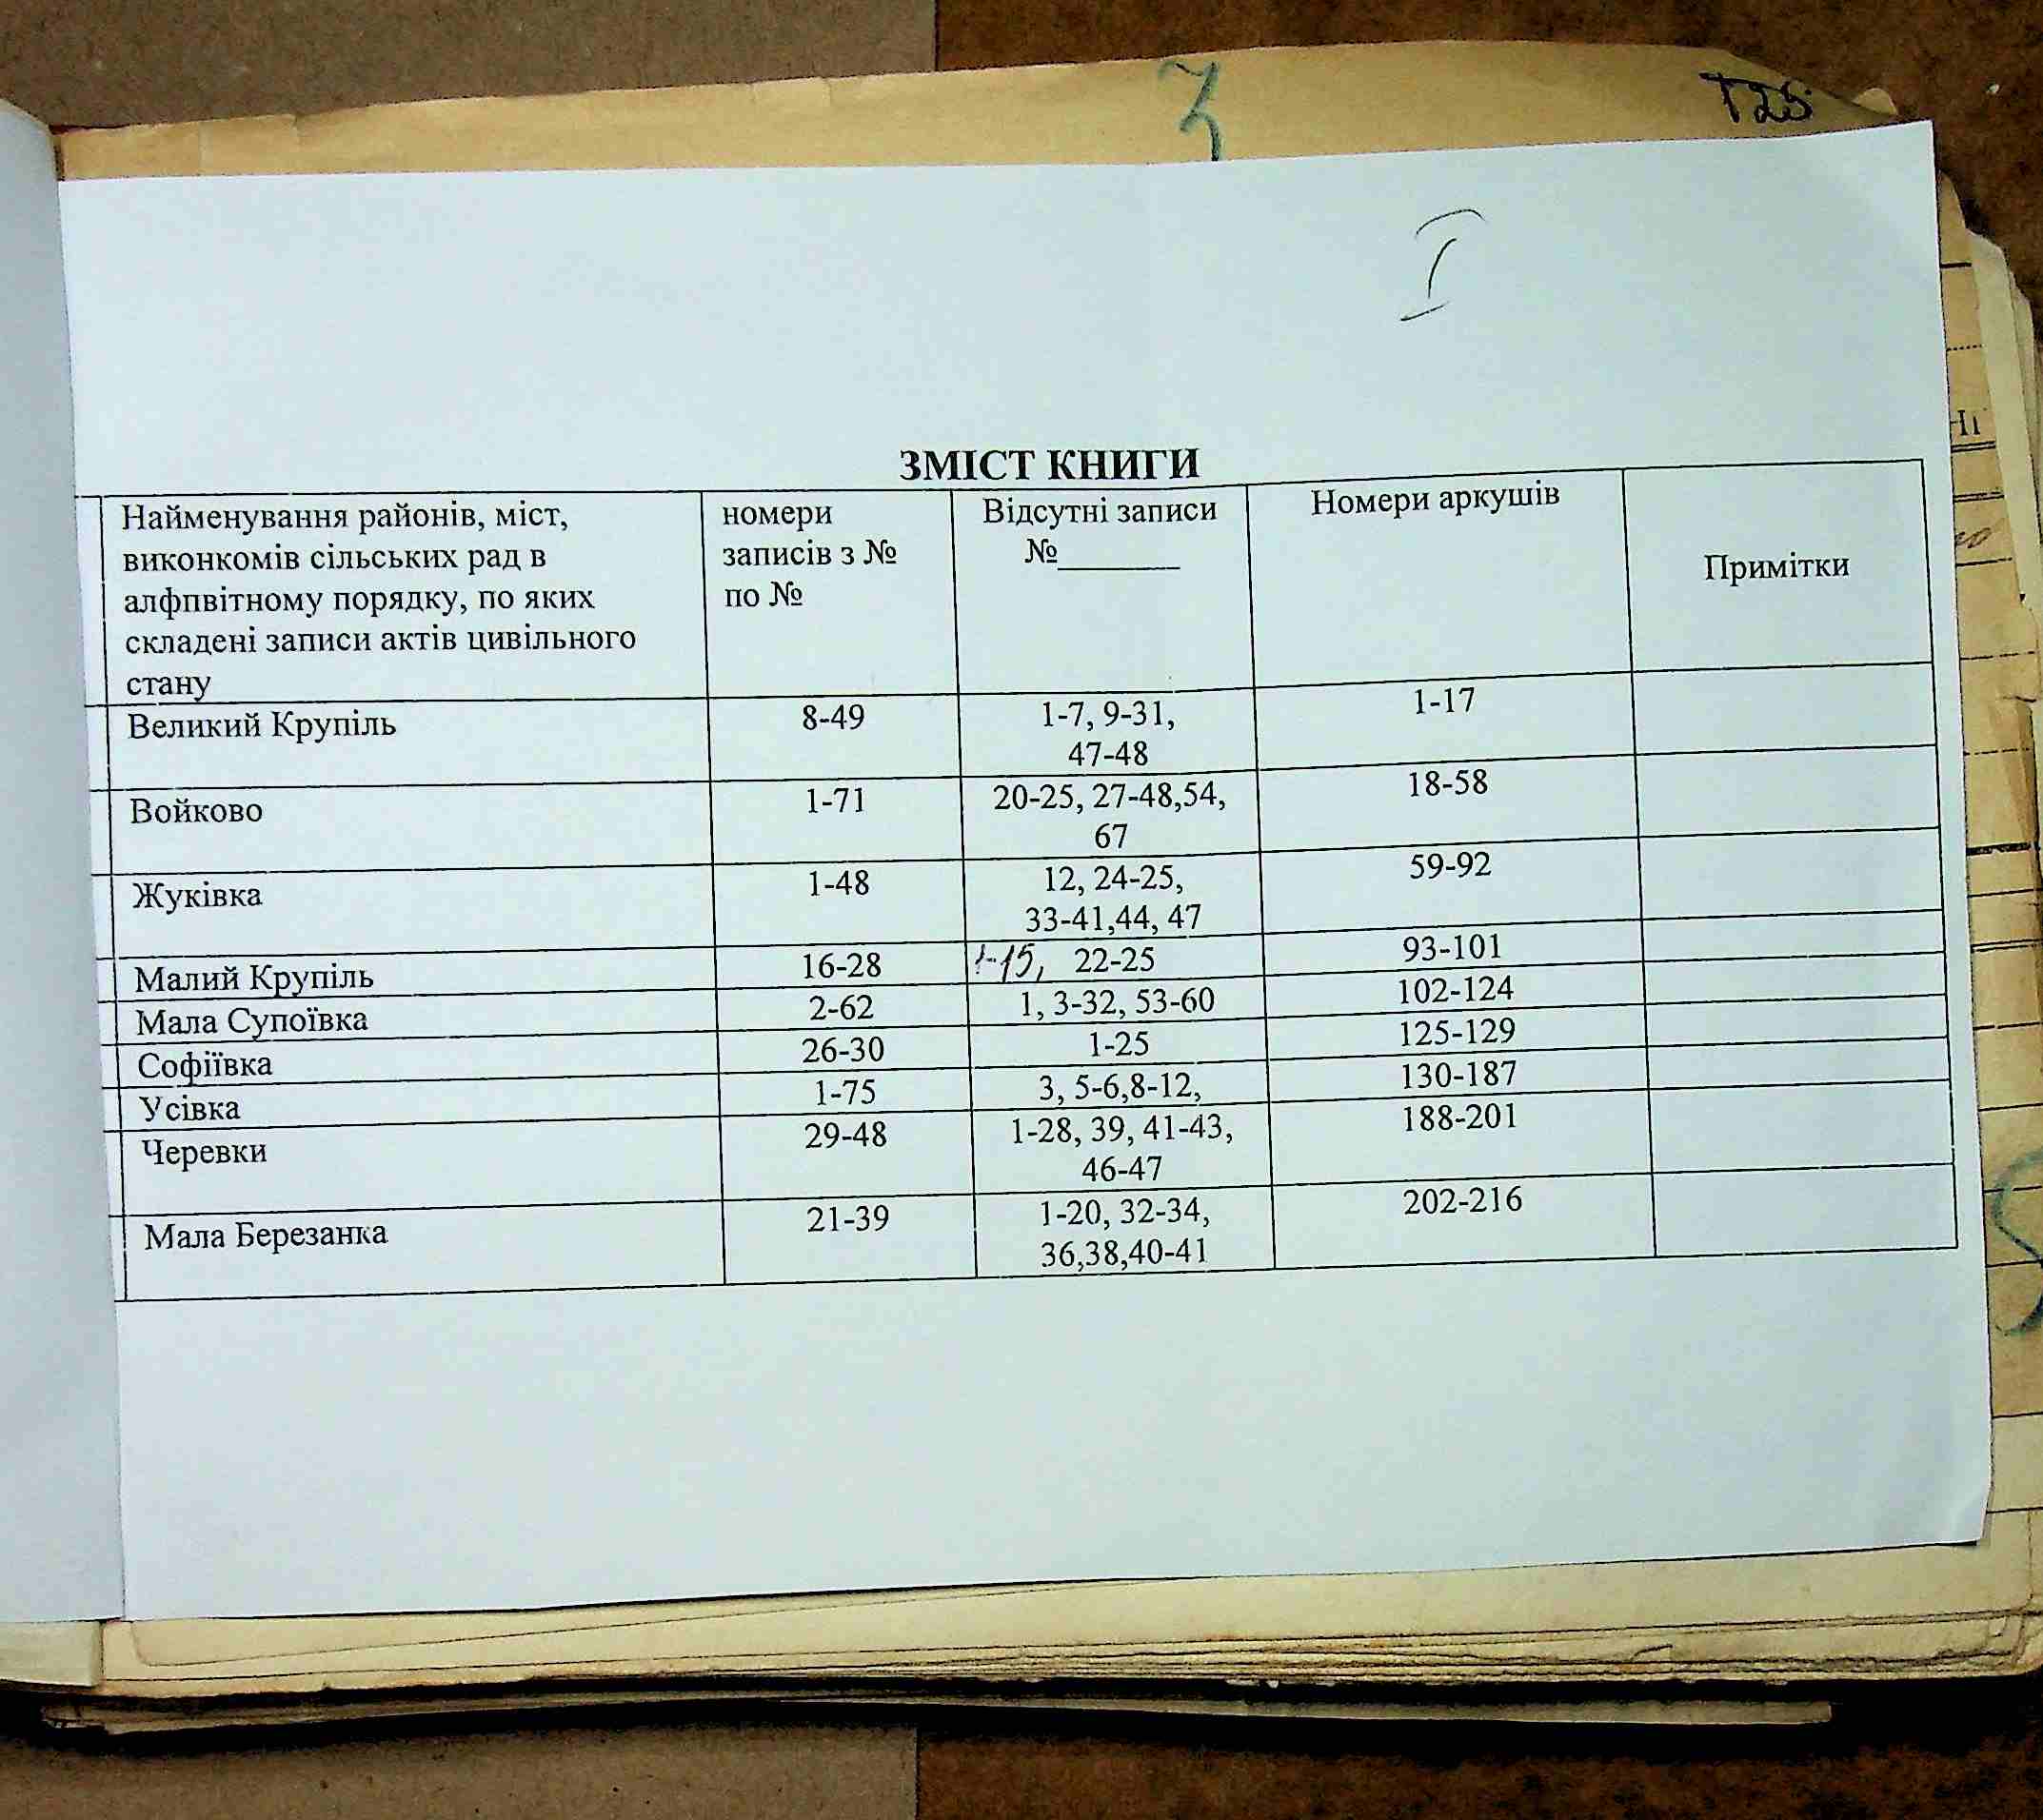 3
T25
I
ЗМІСТ КНИГИ
Найменування районів, міст,
виконкомів сільських рад в
алфпвітному порядку, по яких
складені записи актів цивільного
стану
номери
записів з №
по №
Відсутні записи
№_______
Номери аркушів
Примітки
Великий Крупіль 8-49 1-7, 9-31, 1-17
47-48
Войково 1-71 20-25, 27-48,54, 18-58
67
Жуківка 1-48 12, 24-25, 59-92
33-41,44, 47
Малий Крупіль 16-28 1-15, 22-25 93-101
Мала Супоївка 2-62 1, 3-32, 53-60 102-124
Софіївка 26-30 1-25 125-129
Усівка 1-75 3, 5-6,8-12, 130-187
Черевки 29-48 1-28, 39, 41-43, 188-201
46-47
Мала Березанка 21-39 1-20, 32-34, 202-216
36,38,40-41